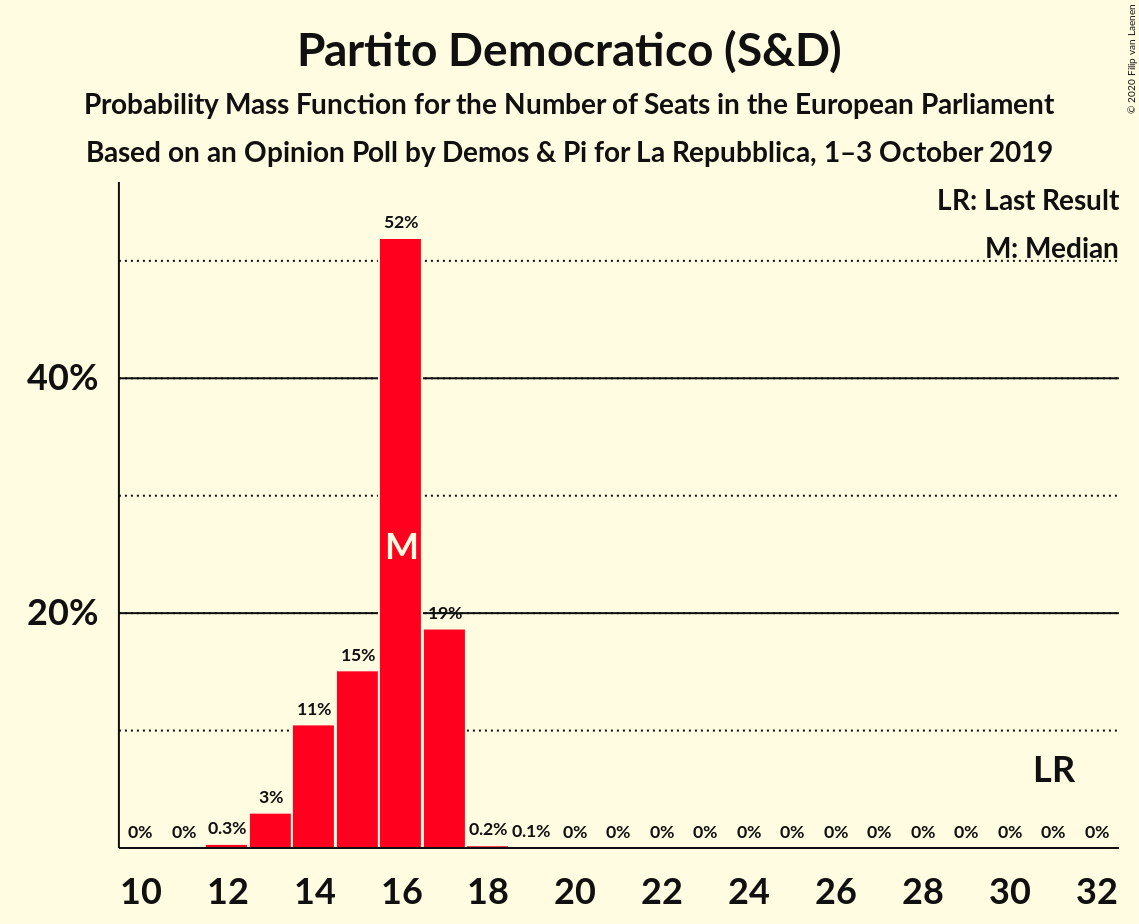 © 2020 Filip van Laenen
Partito Democratico (S&D)
Probability Mass Function for the Number of Seats in the European Parliament
Based on an Opinion Poll by Demos & Pi for La Repubblica, 1–3 October 2019
LR: Last Result
M: Median
52%
40%
M
20%
19%
15%
11%
LR
3%
0% 0% 0.3% 0.2% 0.1% 0% 0% 0% 0% 0% 0% 0% 0% 0% 0% 0% 0% 0%
10 12 14 16 18 20 22 24 26 28 30 32